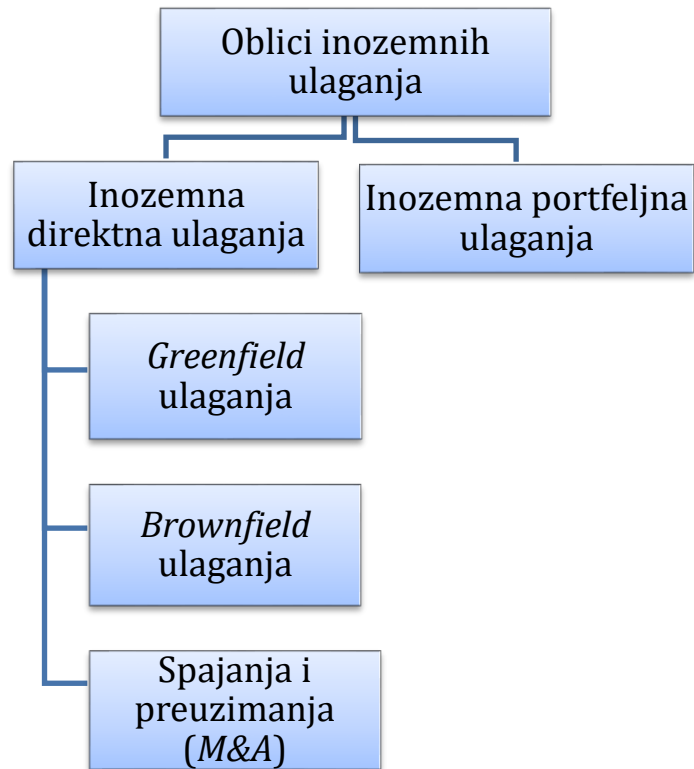 Oblici inozemnih
ulaganja
Inozemna
direktna ulaganja
Inozemna portfeljna
ulaganja
Greenfield
ulaganja
Brownfield
ulaganja
Spajanja i
preuzimanja
(M&A)